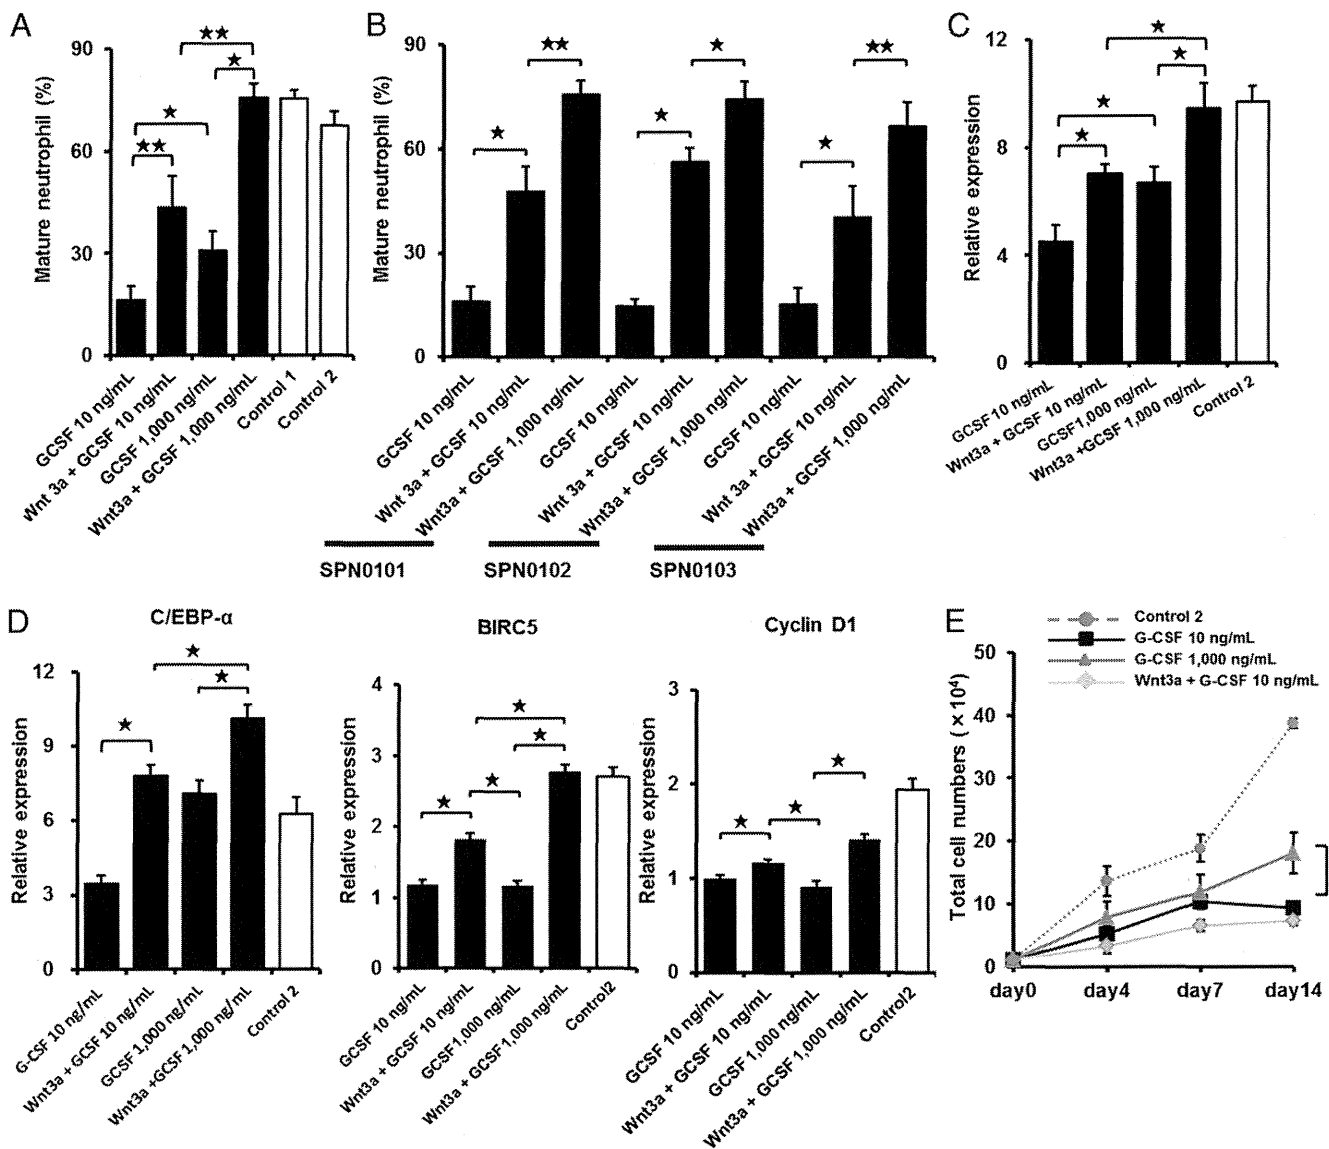 A
Mature neutrophil (%)
90
60
30
0
★★
★
★
★★
GCSF 10 ng/mL
Wnt 3a + GCSF 10 ng/mL
GCSF 1,000 ng/mL
Wnt3a + GCSF 1,000 ng/mL
Control 1
Control 2
B
Mature neutrophil (%)
90
60
30
0
★
★★
★
★
★
★★
GCSF 10 ng/mL
Wnt 3a + GCSF 10 ng/mL
Wnt3a + GCSF 1,000 ng/mL
GCSF 10 ng/mL
Wnt 3a + GCSF 10 ng/mL
Wnt3a + GCSF 1,000 ng/mL
GCSF 10 ng/mL
Wnt 3a + GCSF 10 ng/mL
Wnt3a + GCSF 1,000 ng/mL
SPN0101
SPN0102
SPN0103
C
Relative expression
12
8
4
0
★
★
★
★
GCSF 10 ng/mL
Wnt3a + GCSF 10 ng/mL
GCSF1,000 ng/mL
Wnt3a +GCSF 1,000 ng/mL
Control 2
D
C/EBP-α
Relative expression
12
9
6
3
0
★
★
★
G-CSF 10 ng/mL
Wnt3a + GCSF 10 ng/mL
GCSF 1,000 ng/mL
Wnt3a +GCSF 1,000 ng/mL
Control 2
BIRC5
Relative expression
4
3
2
1
0
★
★
★
★
GCSF 10 ng/mL
Wnt3a + GCSF 10 ng/mL
GCSF1,000 ng/mL
Wnt3a + GCSF 1,000 ng/mL
Control2
Cyclin D1
Relative expression
3
2
1
0
★
★
★
GCSF 10 ng/mL
Wnt3a + GCSF 10 ng/mL
GCSF 1,000 ng/mL
Wnt3a + GCSF 1,000 ng/mL
Control2
E
Control 2
G-CSF 10 ng/mL
G-CSF 1,000 ng/mL
Wnt3a + G-CSF 10 ng/mL
Total cell numbers (×10⁴)
50
40
30
20
10
0
day0
day4
day7
day14